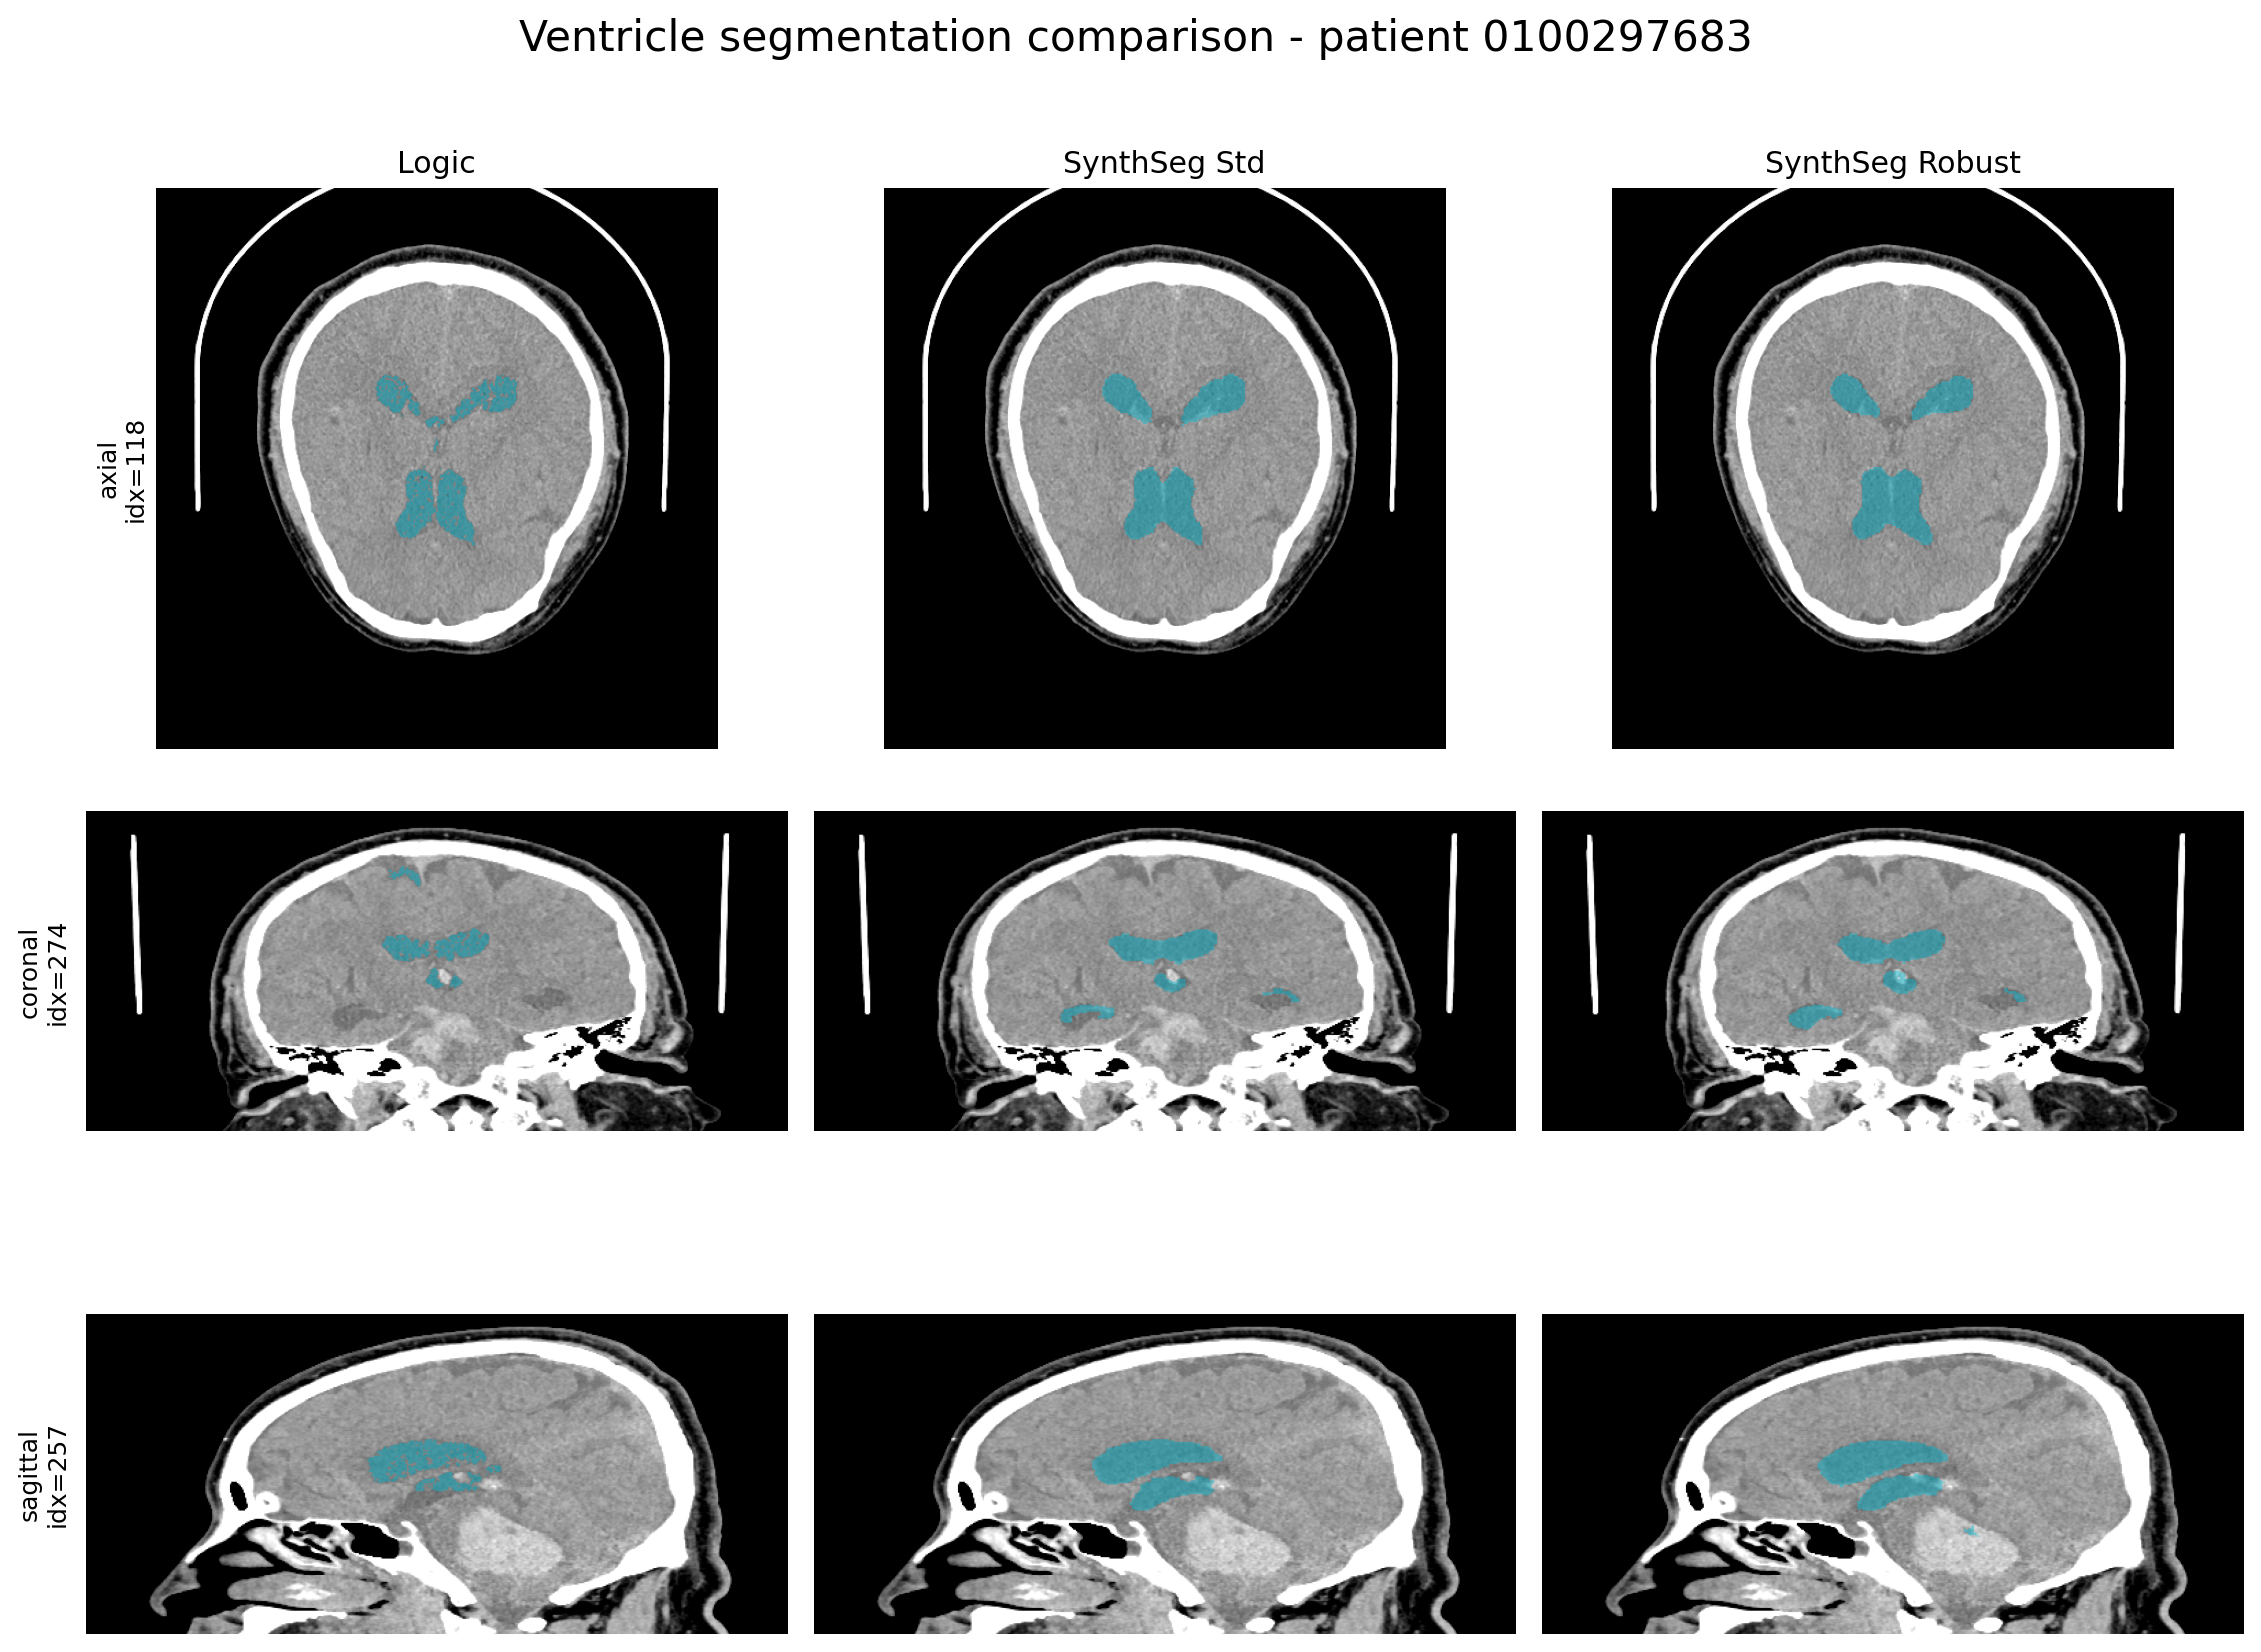 Ventricle segmentation comparison - patient 0100297683
Logic
SynthSeg Std
SynthSeg Robust
axial
idx=118
coronal
idx=274
sagittal
idx=257